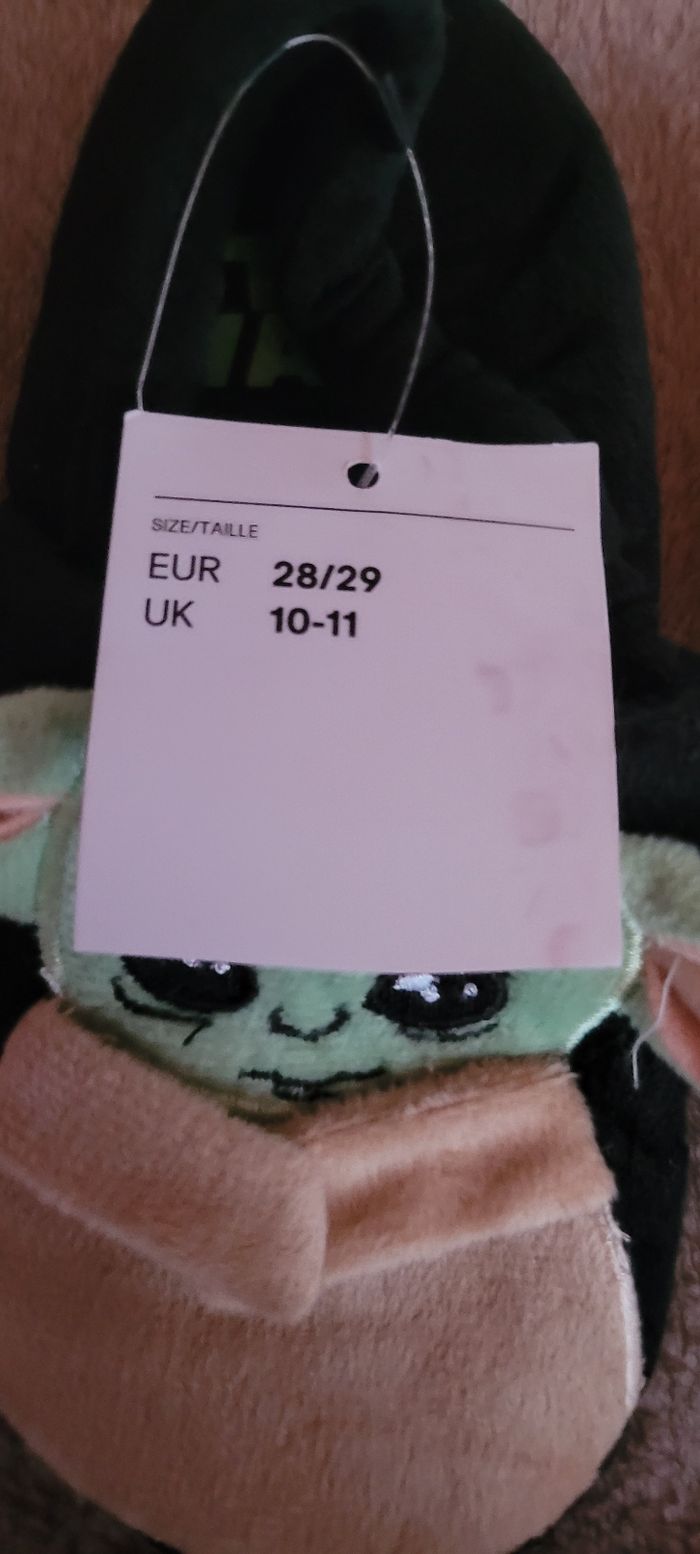 SIZE/TAILLE
EUR 28/29
UK 10-11